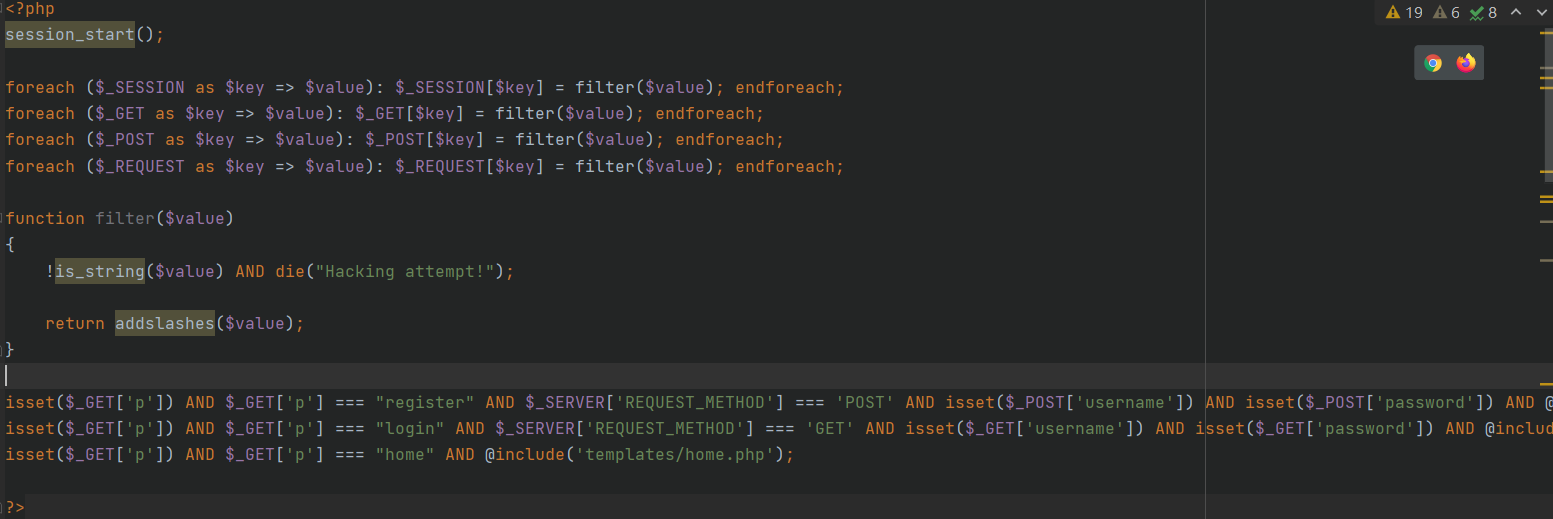 <?php
19 6 8
session_start();
foreach ($_SESSION as $key => $value): $_SESSION[$key] = filter($value); endforeach;
foreach ($_GET as $key => $value): $_GET[$key] = filter($value); endforeach;
foreach ($_POST as $key => $value): $_POST[$key] = filter($value); endforeach;
foreach ($_REQUEST as $key => $value): $_REQUEST[$key] = filter($value); endforeach;
function filter($value)
{
!is_string($value) AND die("Hacking attempt!");
return addslashes($value);
}
isset($_GET['p']) AND $_GET['p'] === "register" AND $_SERVER['REQUEST_METHOD'] === 'POST' AND isset($_POST['username']) AND isset($_POST['password']) AND @
isset($_GET['p']) AND $_GET['p'] === "login" AND $_SERVER['REQUEST_METHOD'] === 'GET' AND isset($_GET['username']) AND isset($_GET['password']) AND @includ
isset($_GET['p']) AND $_GET['p'] === "home" AND @include('templates/home.php');
?>